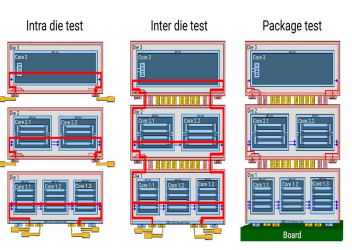 Intra die test
Inter die test
Package test
Die 3
Core 3
Die 3
Core 3
Die 3
Core 3
Die 2
Core 2.1
Core 2.2
Die 2
Core 2.1
Core 2.2
Die 2
Core 2.1
Core 2.2
Die 1
Core 1.1
Core 1.2
Core 1.3
Die 1
Core 1.1
Core 1.2
Core 1.3
Die 1
Core 1.1
Core 1.2
Core 1.3
Board